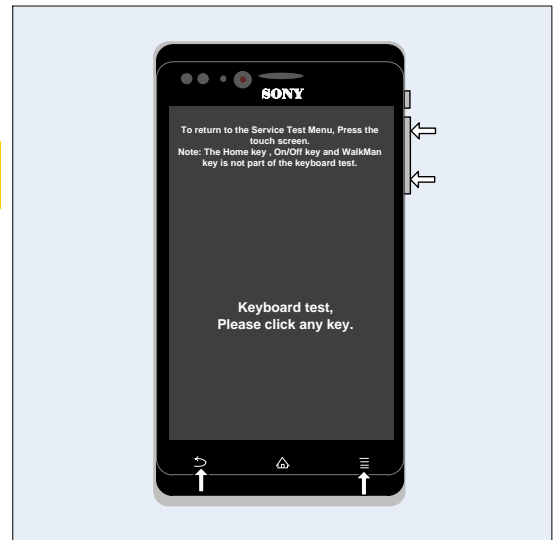 SONY
To return to the Service Test Menu, Press the
touch screen.
Note: The Home key , On/Off key and WalkMan
key is not part of the keyboard test.
Keyboard test,
Please click any key.